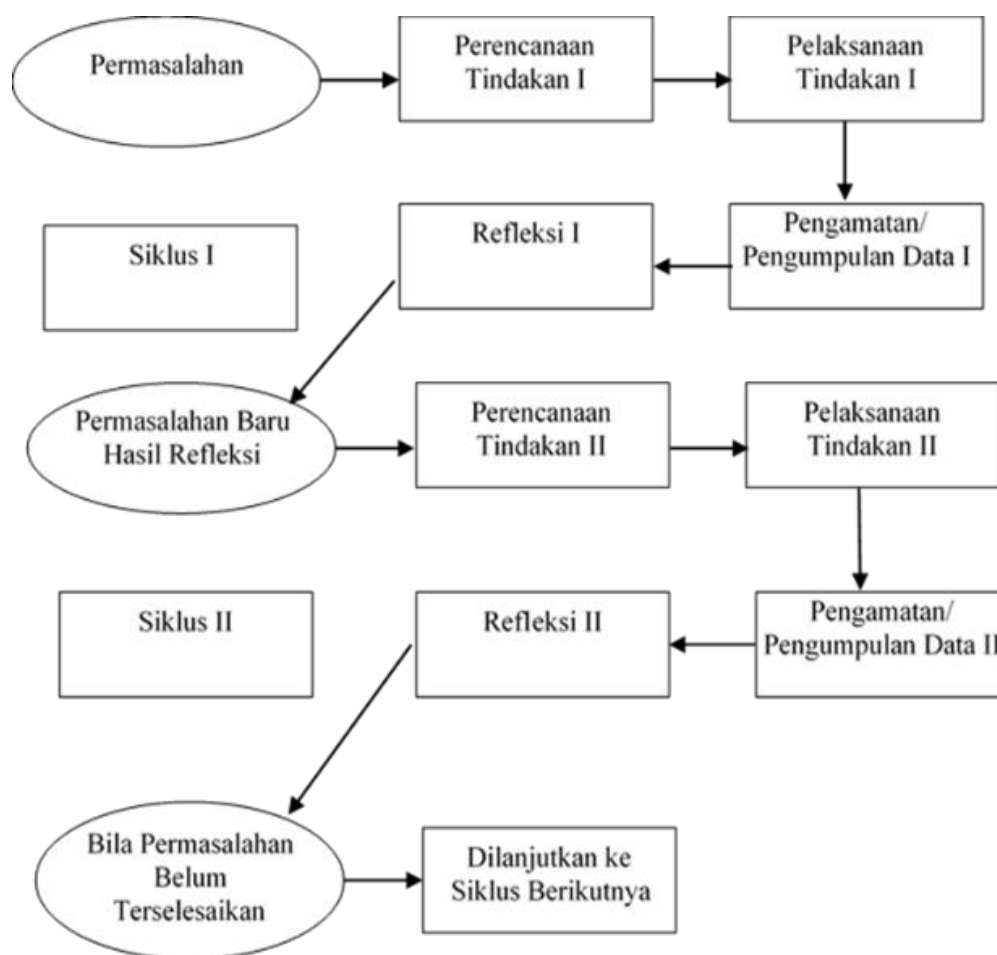 Permasalahan
Perencanaan
Tindakan I
Pelaksanaan
Tindakan I
Siklus I
Refleksi I
Pengamatan/
Pengumpulan Data I
Permasalahan Baru
Hasil Refleksi
Perencanaan
Tindakan II
Pelaksanaan
Tindakan II
Siklus II
Refleksi II
Pengamatan/
Pengumpulan Data II
Bila Permasalahan
Belum
Terselesaikan
Dilanjutkan ke
Siklus Berikutnya